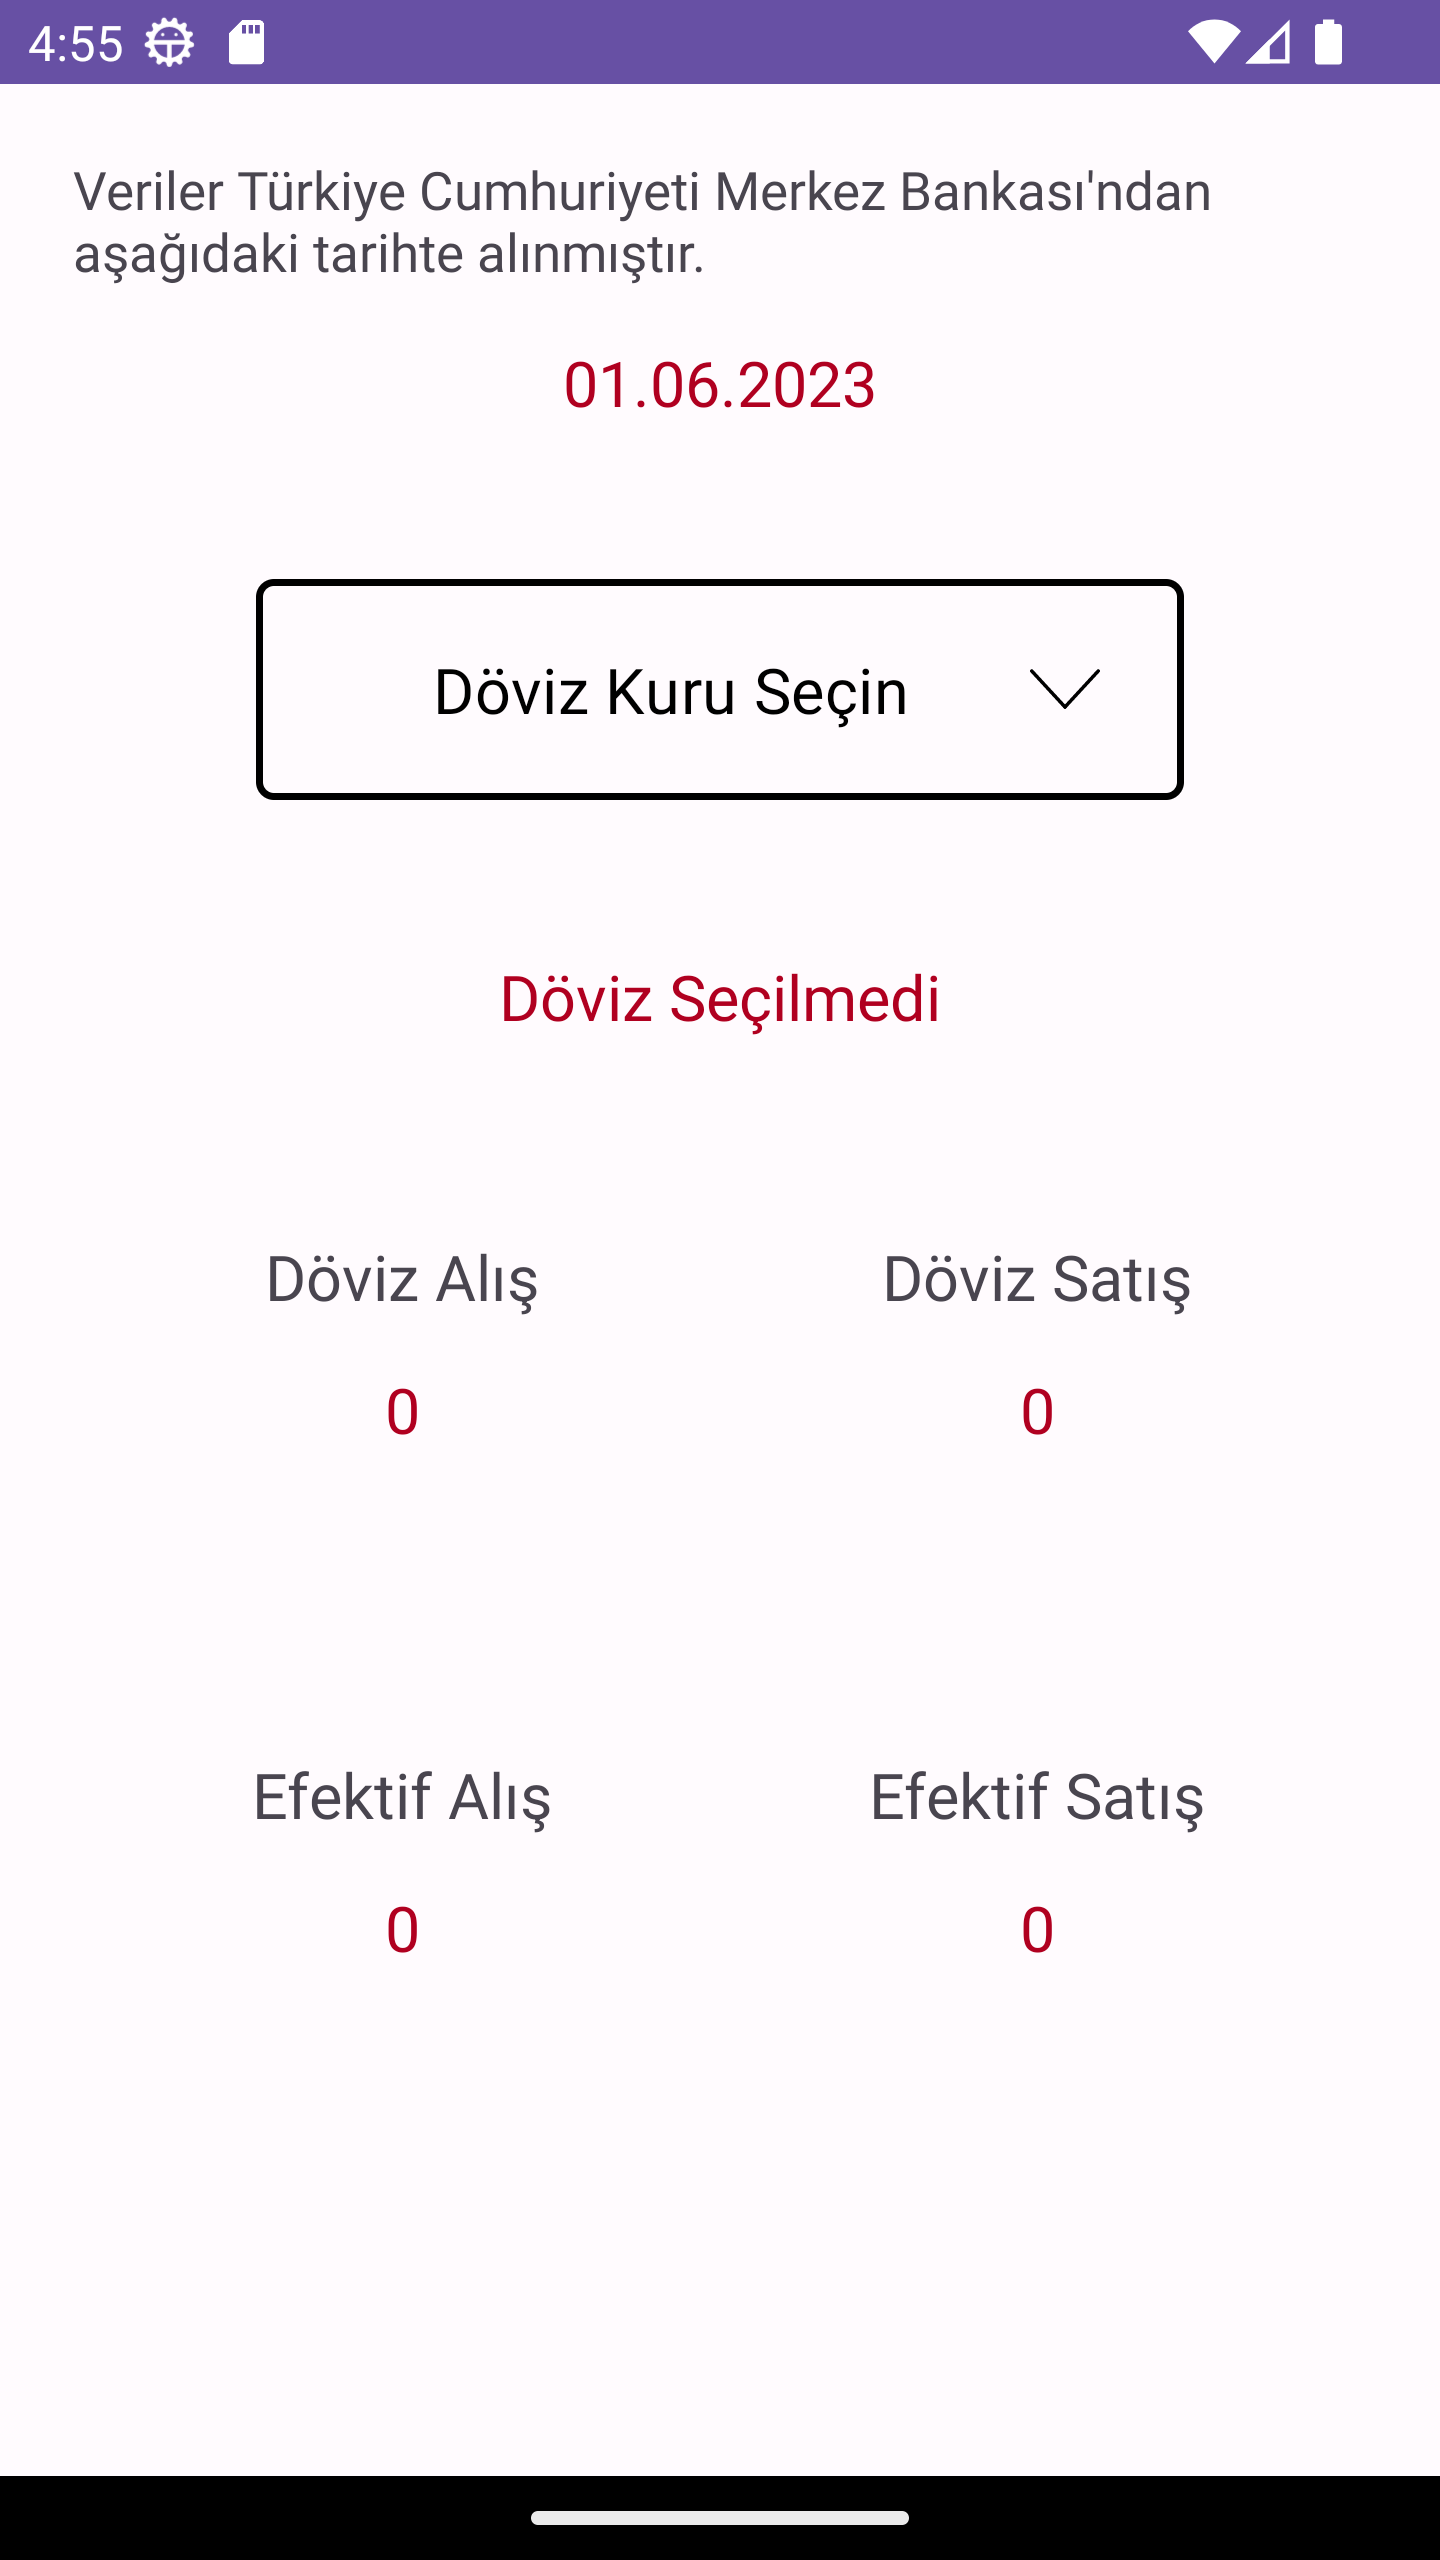 4:55
Veriler Türkiye Cumhuriyeti Merkez Bankası'ndan
aşağıdaki tarihte alınmıştır.
01.06.2023
Döviz Kuru Seçin
Döviz Seçilmedi
Döviz Alış
Döviz Satış
0
0
Efektif Alış
Efektif Satış
0
0